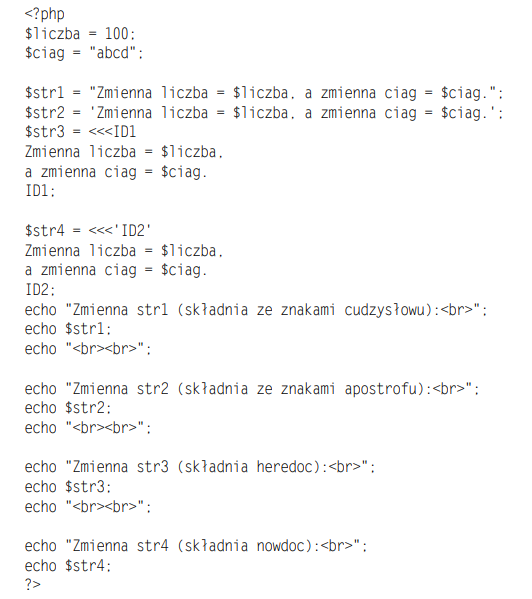 <?php
$liczba = 100;
$ciag = "abcd";
$str1 = "Zmienna liczba = $liczba, a zmienna ciag = $ciag.";
$str2 = 'Zmienna liczba = $liczba, a zmienna ciag = $ciag.';
$str3 = <<<ID1
Zmienna liczba = $liczba,
a zmienna ciag = $ciag.
ID1;
$str4 = <<<'ID2'
Zmienna liczba = $liczba,
a zmienna ciag = $ciag.
ID2;
echo "Zmienna str1 (składnia ze znakami cudzysłowu):<br>";
echo $str1;
echo "<br><br>";
echo "Zmienna str2 (składnia ze znakami apostrofu):<br>";
echo $str2;
echo "<br><br>";
echo "Zmienna str3 (składnia heredoc):<br>";
echo $str3;
echo "<br><br>";
echo "Zmienna str4 (składnia nowdoc):<br>";
echo $str4;
?>